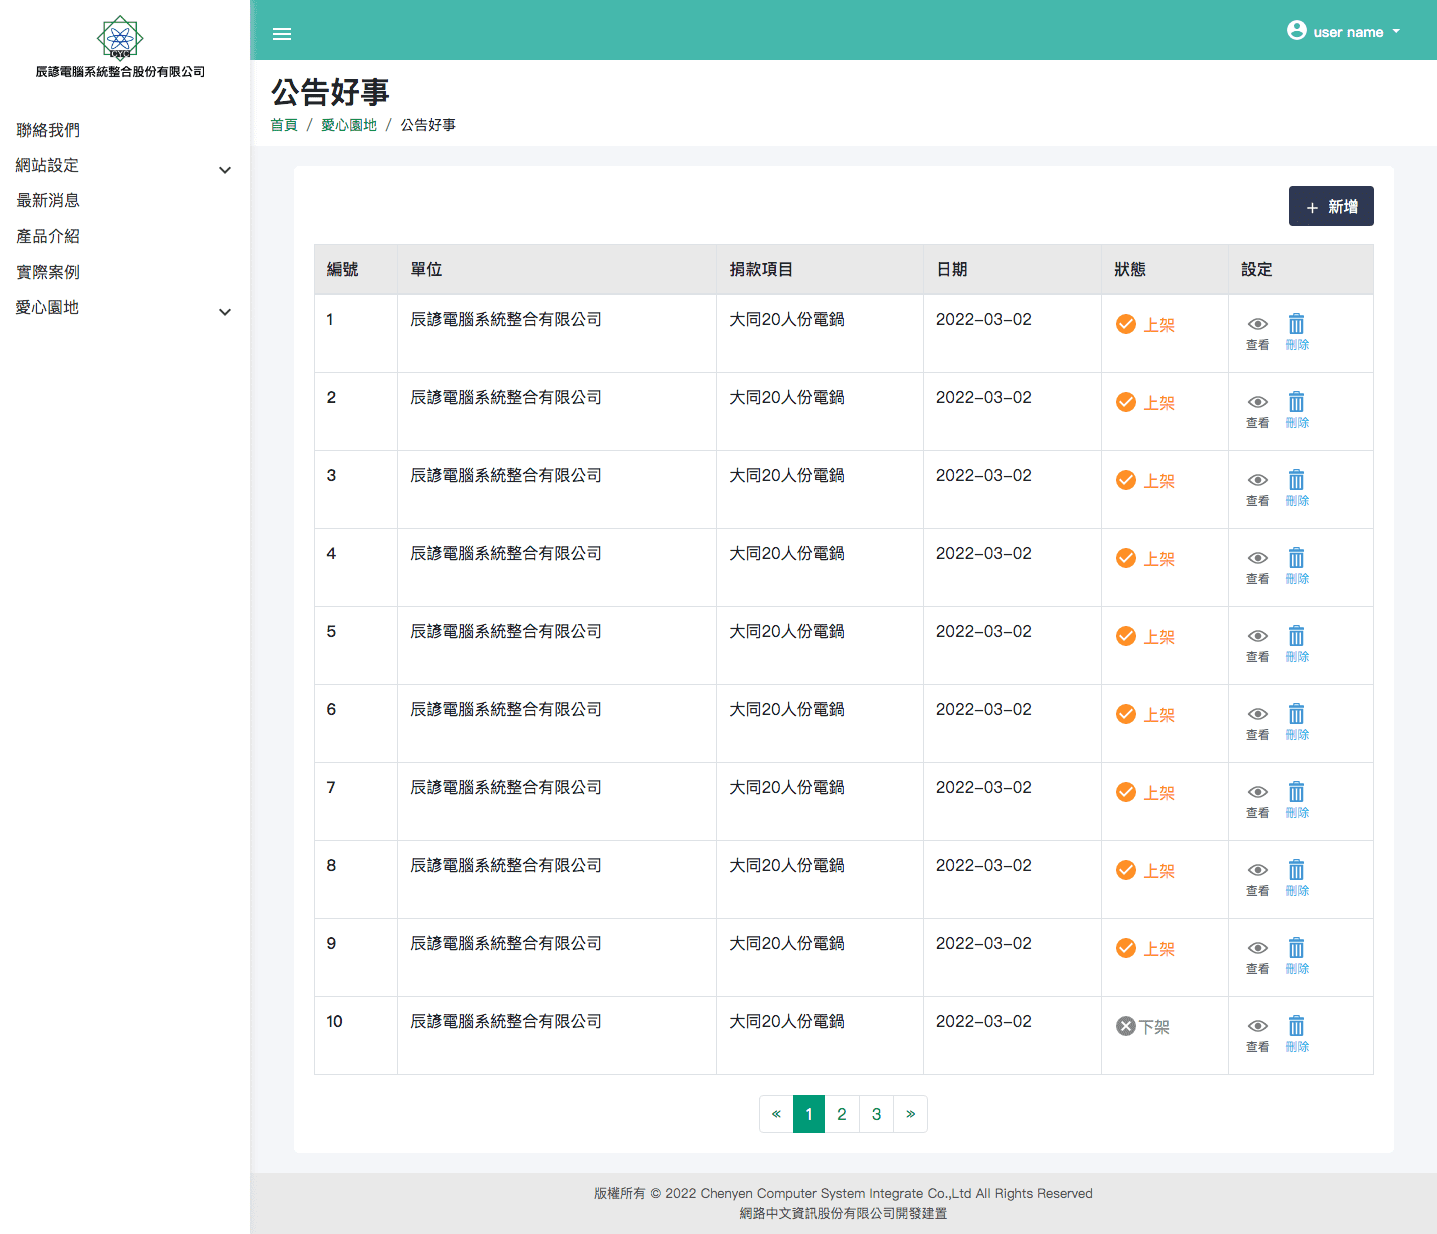 CYC
辰諺電腦系統整合股份有限公司
user name
聯絡我們
網站設定
最新消息
產品介紹
實際案例
愛心園地
公告好事
首頁 / 愛心園地 / 公告好事
+ 新增
編號 單位 捐款項目 日期 狀態 設定
1 辰諺電腦系統整合有限公司 大同20人份電鍋 2022-03-02 上架 查看 刪除
2 辰諺電腦系統整合有限公司 大同20人份電鍋 2022-03-02 上架 查看 刪除
3 辰諺電腦系統整合有限公司 大同20人份電鍋 2022-03-02 上架 查看 刪除
4 辰諺電腦系統整合有限公司 大同20人份電鍋 2022-03-02 上架 查看 刪除
5 辰諺電腦系統整合有限公司 大同20人份電鍋 2022-03-02 上架 查看 刪除
6 辰諺電腦系統整合有限公司 大同20人份電鍋 2022-03-02 上架 查看 刪除
7 辰諺電腦系統整合有限公司 大同20人份電鍋 2022-03-02 上架 查看 刪除
8 辰諺電腦系統整合有限公司 大同20人份電鍋 2022-03-02 上架 查看 刪除
9 辰諺電腦系統整合有限公司 大同20人份電鍋 2022-03-02 上架 查看 刪除
10 辰諺電腦系統整合有限公司 大同20人份電鍋 2022-03-02 下架 查看 刪除
« 1 2 3 »
版權所有 © 2022 Chenyen Computer System Integrate Co.,Ltd All Rights Reserved
網路中文資訊股份有限公司開發建置